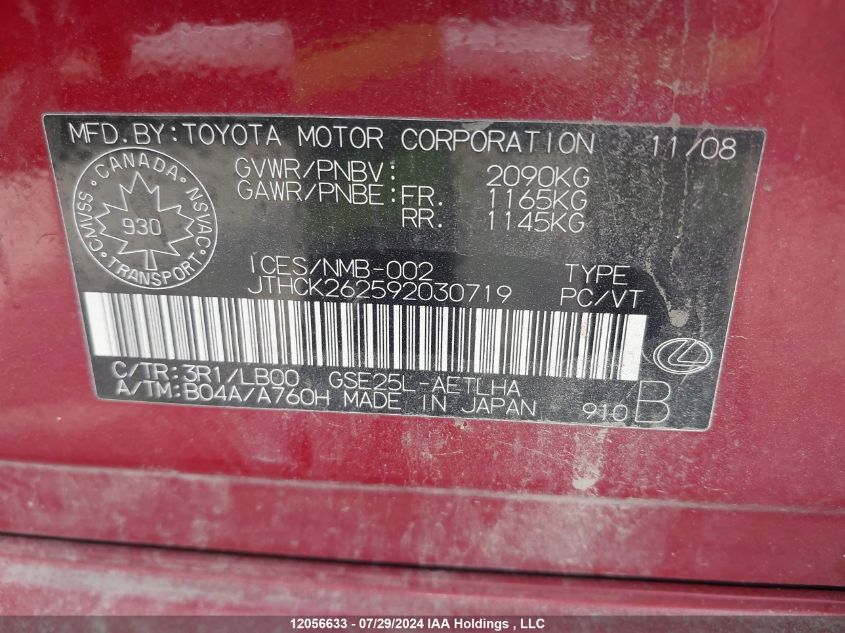 MFD.BY:TOYOTA MOTOR CORPORATION 11/08
GVWR/PNBV: 2090KG
GAWR/PNBE:FR. 1165KG
RR. 1145KG
CANADA
CMVSS 930 NSVAC
TRANSPORT
ICES/NMB-002 TYPE
JTHCK262592030719 PC/VT
C/TR:3R1/LB00 GSE25L-AETLHA
A/TM:B04A/A760H MADE IN JAPAN 910 B
12056633 - 07/29/2024 IAA Holdings , LLC